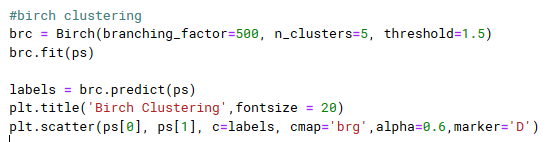 #birch clustering
brc = Birch(branching_factor=500, n_clusters=5, threshold=1.5)
brc.fit(ps)

labels = brc.predict(ps)
plt.title('Birch Clustering',fontsize = 20)
plt.scatter(ps[0], ps[1], c=labels, cmap='brg',alpha=0.6,marker='D')